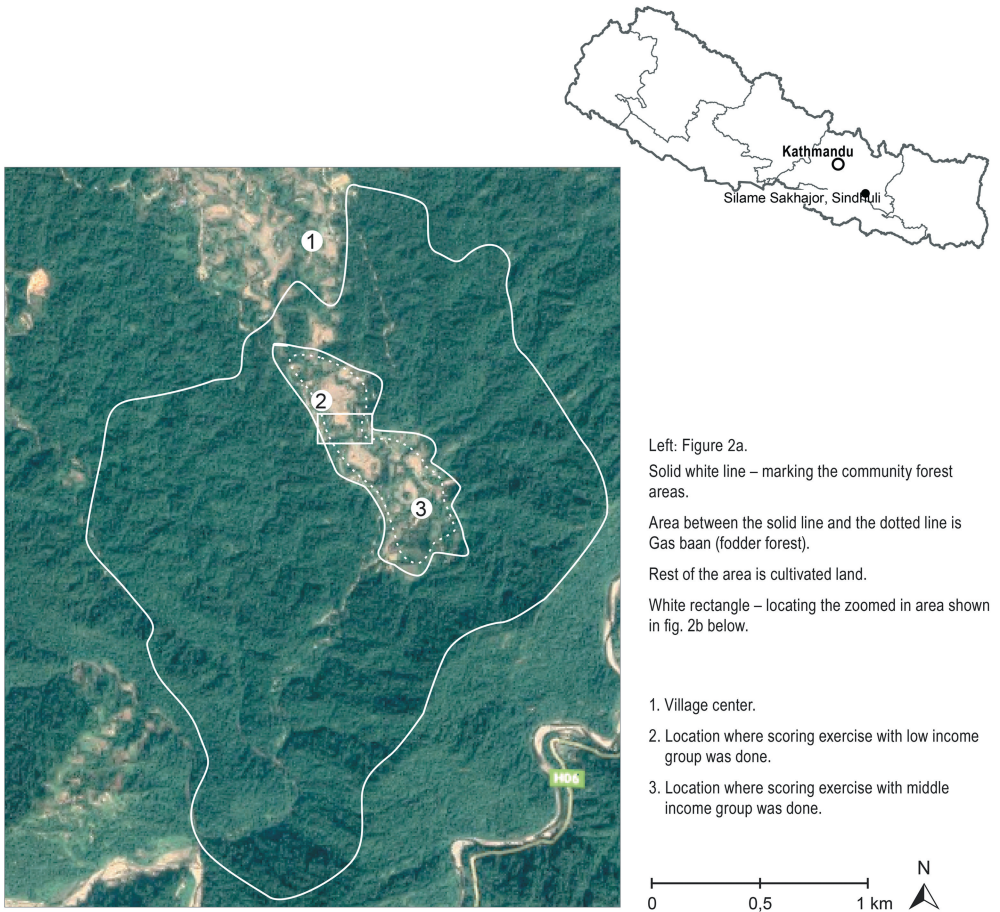 Kathmandu
Silame Sakhajor, Sindhuli
1
2
3
H06
Left: Figure 2a.
Solid white line – marking the community forest
areas.
Area between the solid line and the dotted line is
Gas baan (fodder forest).
Rest of the area is cultivated land.
White rectangle – locating the zoomed in area shown
in fig. 2b below.
1. Village center.
2. Location where scoring exercise with low income
group was done.
3. Location where scoring exercise with middle
income group was done.
N
0 0,5 1 km